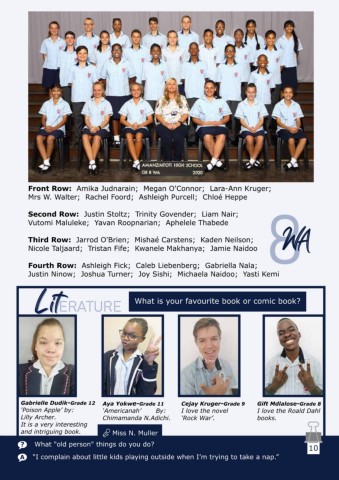 AMANZIMTOTI HIGH SCHOOL
GR 8 WA 2020
Front Row: Amika Judnarain; Megan O'Connor; Lara-Ann Kruger;
Mrs W. Walter; Rachel Foord; Ashleigh Purcell; Chloé Heppe
Second Row: Justin Stoltz; Trinity Govender; Liam Nair;
Vutomi Maluleke; Yavan Roopnarian; Aphelele Thabede
Third Row: Jarrod O'Brien; Mishaé Carstens; Kaden Neilson;
Nicole Taljaard; Tristan Fife; Kwanele Makhanya; Jamie Naidoo
Fourth Row: Ashleigh Fick; Caleb Liebenberg; Gabriella Nala;
Justin Ninow; Joshua Turner; Joy Sishi; Michaela Naidoo; Yasti Kemi
8WA
LITERATURE
What is your favourite book or comic book?
Gabrielle Dudik-Grade 12
'Poison Apple' by:
Lilly Archer.
It is a very interesting
and intriguing book.
Aya Yokwe-Grade 11
'Americanah' By:
Chimamanda N.Adichi.
Cejay Kruger-Grade 9
I love the novel
'Rock War'.
Gift Mdlalose-Grade 8
I love the Roald Dahl
books.
Miss N. Muller
? What "old person" things do you do?
A "I complain about little kids playing outside when I'm trying to take a nap."
10